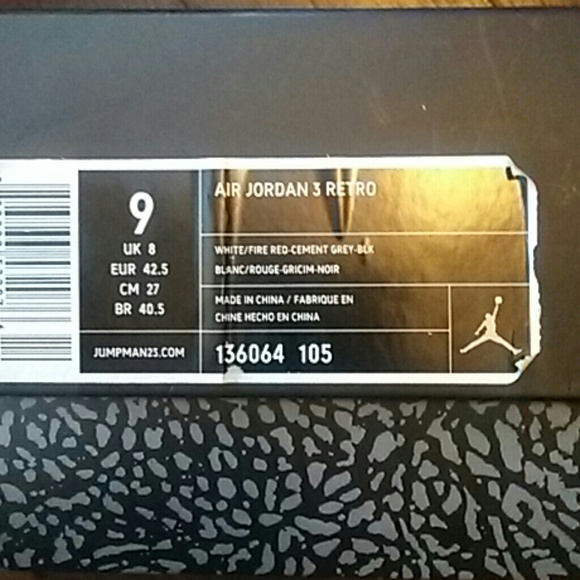 9
UK 8
EUR 42.5
CM 27
BR 40.5
JUMPMAN23.COM
AIR JORDAN 3 RETRO
WHITE/FIRE RED-CEMENT GREY-BLK
BLANC/ROUGE-GRICIM-NOIR
MADE IN CHINA / FABRIQUE EN
CHINE HECHO EN CHINA
136064 105